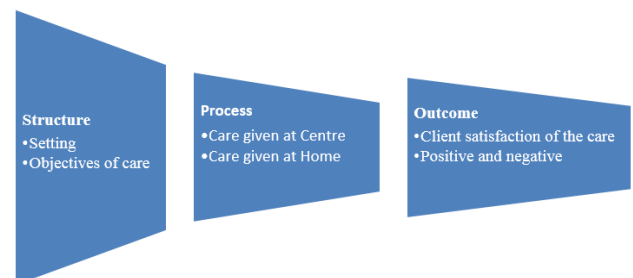 Structure
•Setting
•Objectives of care
Process
•Care given at Centre
•Care given at Home
Outcome
•Client satisfaction of the care
•Positive and negative